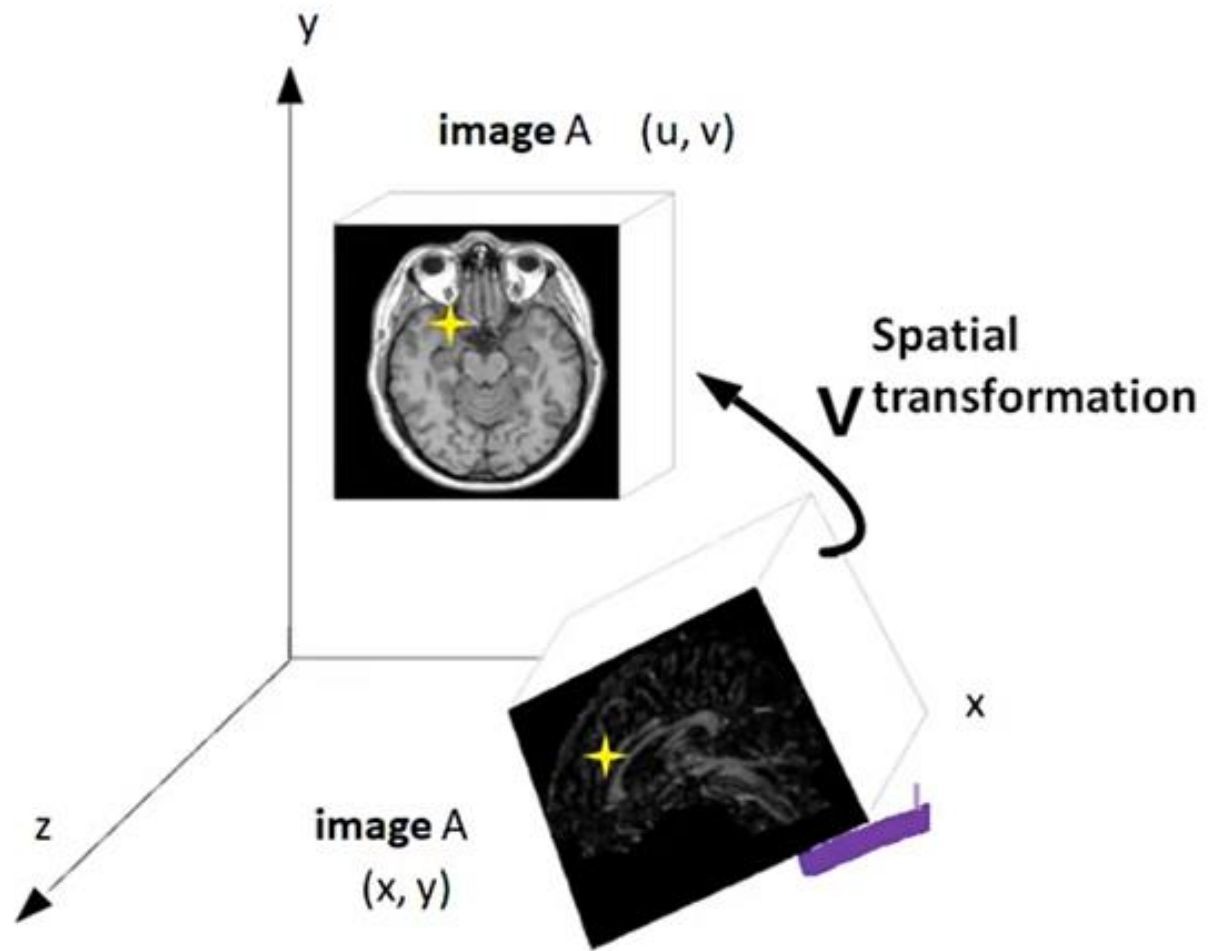 y
image A (u, v)
Spatial
V transformation
x
z
image A
(x, y)